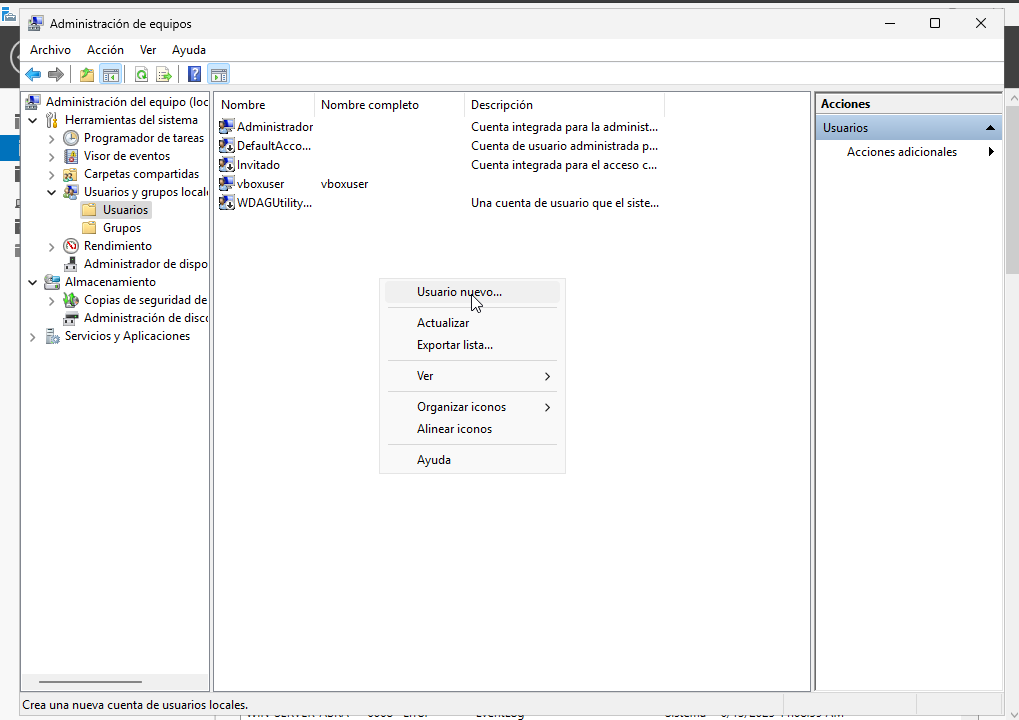 Administración de equipos
Archivo Acción Ver Ayuda
Administración del equipo (loc
Herramientas del sistema
Programador de tareas
Visor de eventos
Carpetas compartidas
Usuarios y grupos local
Usuarios
Grupos
Rendimiento
Administrador de dispo
Almacenamiento
Copias de seguridad de
Administración de disco
Servicios y Aplicaciones
Nombre Nombre completo Descripción
Administrador Cuenta integrada para la administ...
DefaultAcco... Cuenta de usuario administrada p...
Invitado Cuenta integrada para el acceso c...
vboxuser vboxuser
WDAGUtility... Una cuenta de usuario que el siste...
Usuario nuevo...
Actualizar
Exportar lista...
Ver
Organizar iconos
Alinear iconos
Ayuda
Acciones
Usuarios
Acciones adicionales
Crea una nueva cuenta de usuarios locales.